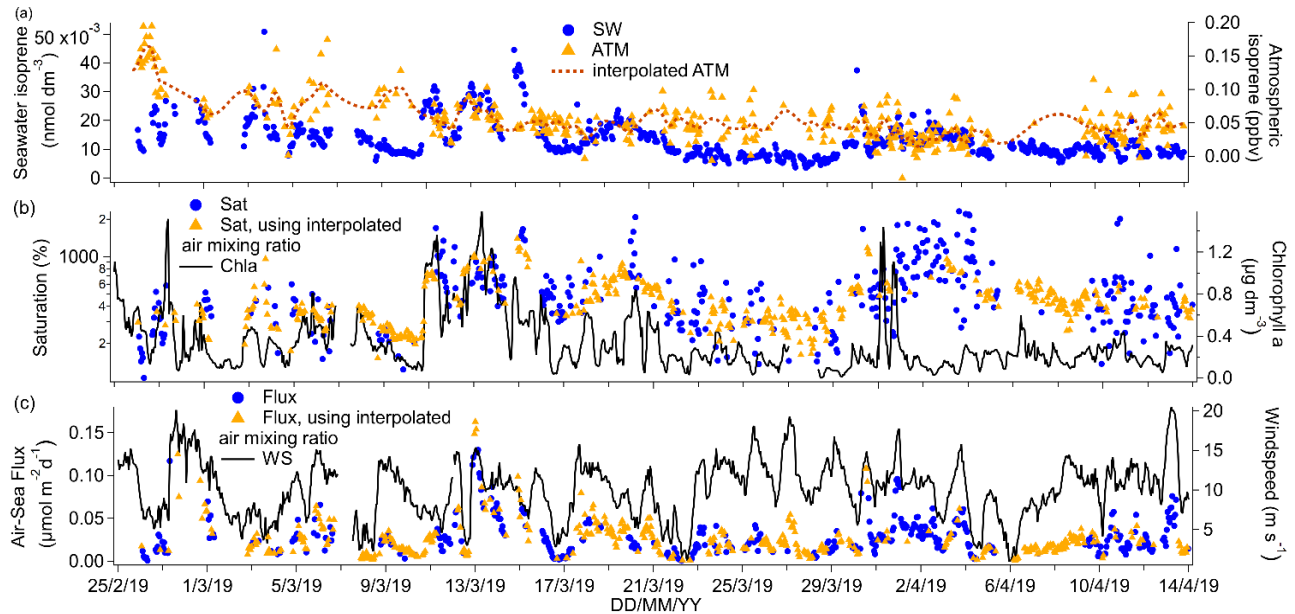 (a)
50 x10⁻³
40
30
20
10
0
Seawater isoprene
(nmol dm⁻³)
SW
ATM
interpolated ATM
0.20
0.15
0.10
0.05
0.00
Atmospheric
isoprene (ppbv)
(b)
2
1000
8
6
4
2
Saturation (%)
Sat
Sat, using interpolated
air mixing ratio
Chla
1.2
0.8
0.4
0.0
Chlorophyll a
(µg dm⁻³)
(c)
0.15
0.10
0.05
0.00
Air-Sea Flux
(µmol m⁻² d⁻¹)
Flux
Flux, using interpolated
air mixing ratio
WS
20
15
10
5
Windspeed (m s⁻¹)
25/2/19 1/3/19 5/3/19 9/3/19 13/3/19 17/3/19 21/3/19 25/3/19 29/3/19 2/4/19 6/4/19 10/4/19 14/4/19
DD/MM/YY